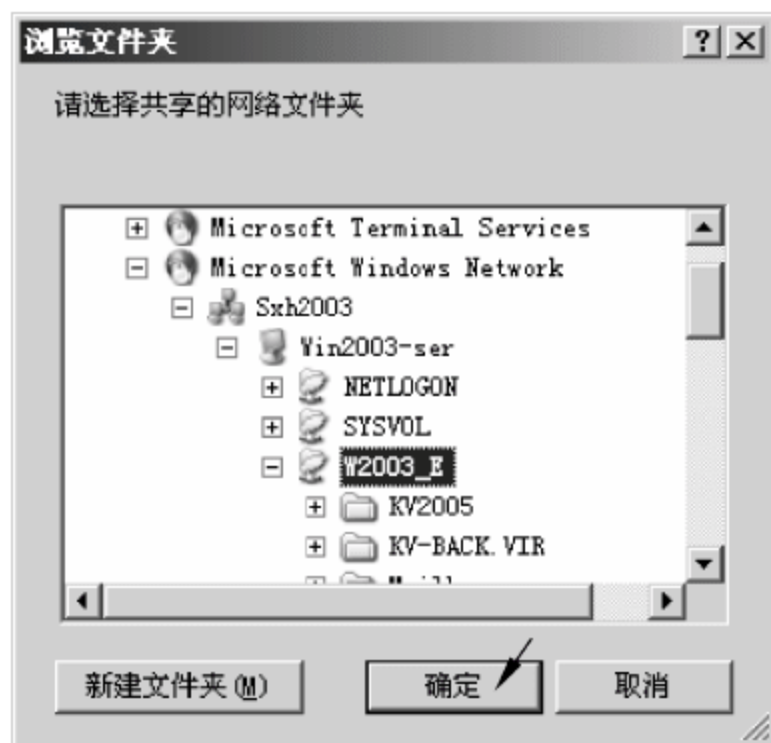 浏览文件夹
请选择共享的网络文件夹
Microsoft Terminal Services
Microsoft Windows Network
Sxh2003
Win2003-ser
NETLOGON
SYSVOL
W2003_E
KV2005
KV-BACK.VIR
新建文件夹(M) 确定 取消